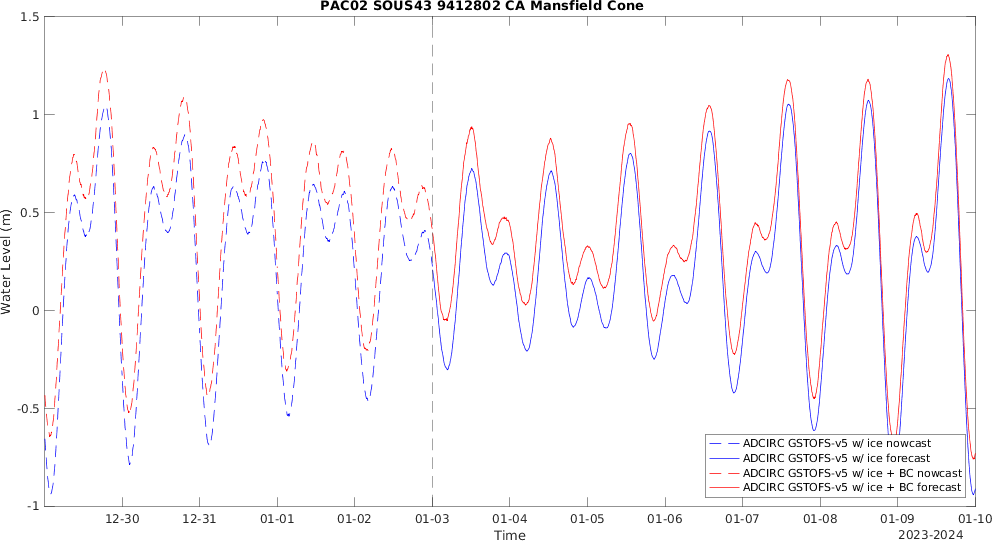 PAC02 SOUS43 9412802 CA Mansfield Cone
1.5
1
0.5
0
-0.5
-1
Water Level (m)
12-30
12-31
01-01
01-02
01-03
01-04
01-05
01-06
01-07
01-08
01-09
01-10
Time
2023-2024
ADCIRC GSTOFS-v5 w/ ice nowcast
ADCIRC GSTOFS-v5 w/ ice forecast
ADCIRC GSTOFS-v5 w/ ice + BC nowcast
ADCIRC GSTOFS-v5 w/ ice + BC forecast